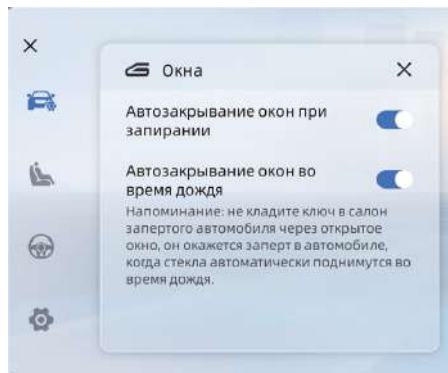 Окна
Автозакрывание окон при
запирании
Автозакрывание окон во
время дождя
Напоминание: не кладите ключ в салон
запертого автомобиля через открытое
окно, он окажется заперт в автомобиле,
когда стекла автоматически поднимутся во
время дождя.